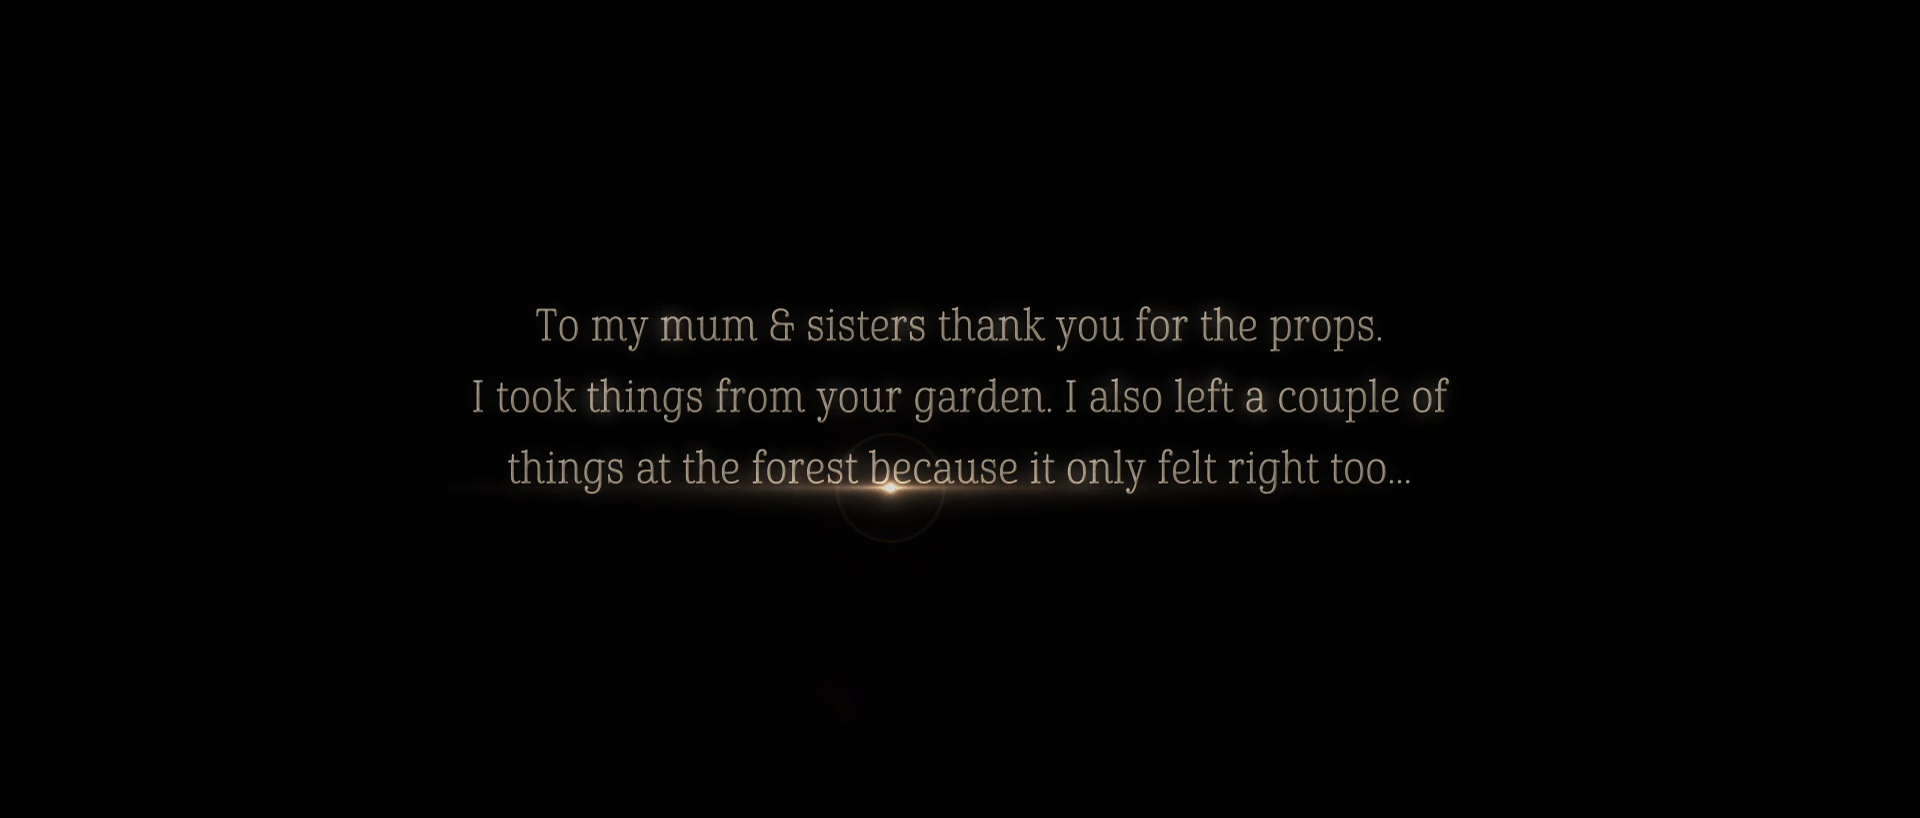 To my mum & sisters thank you for the props.
I took things from your garden. I also left a couple of
things at the forest because it only felt right too...